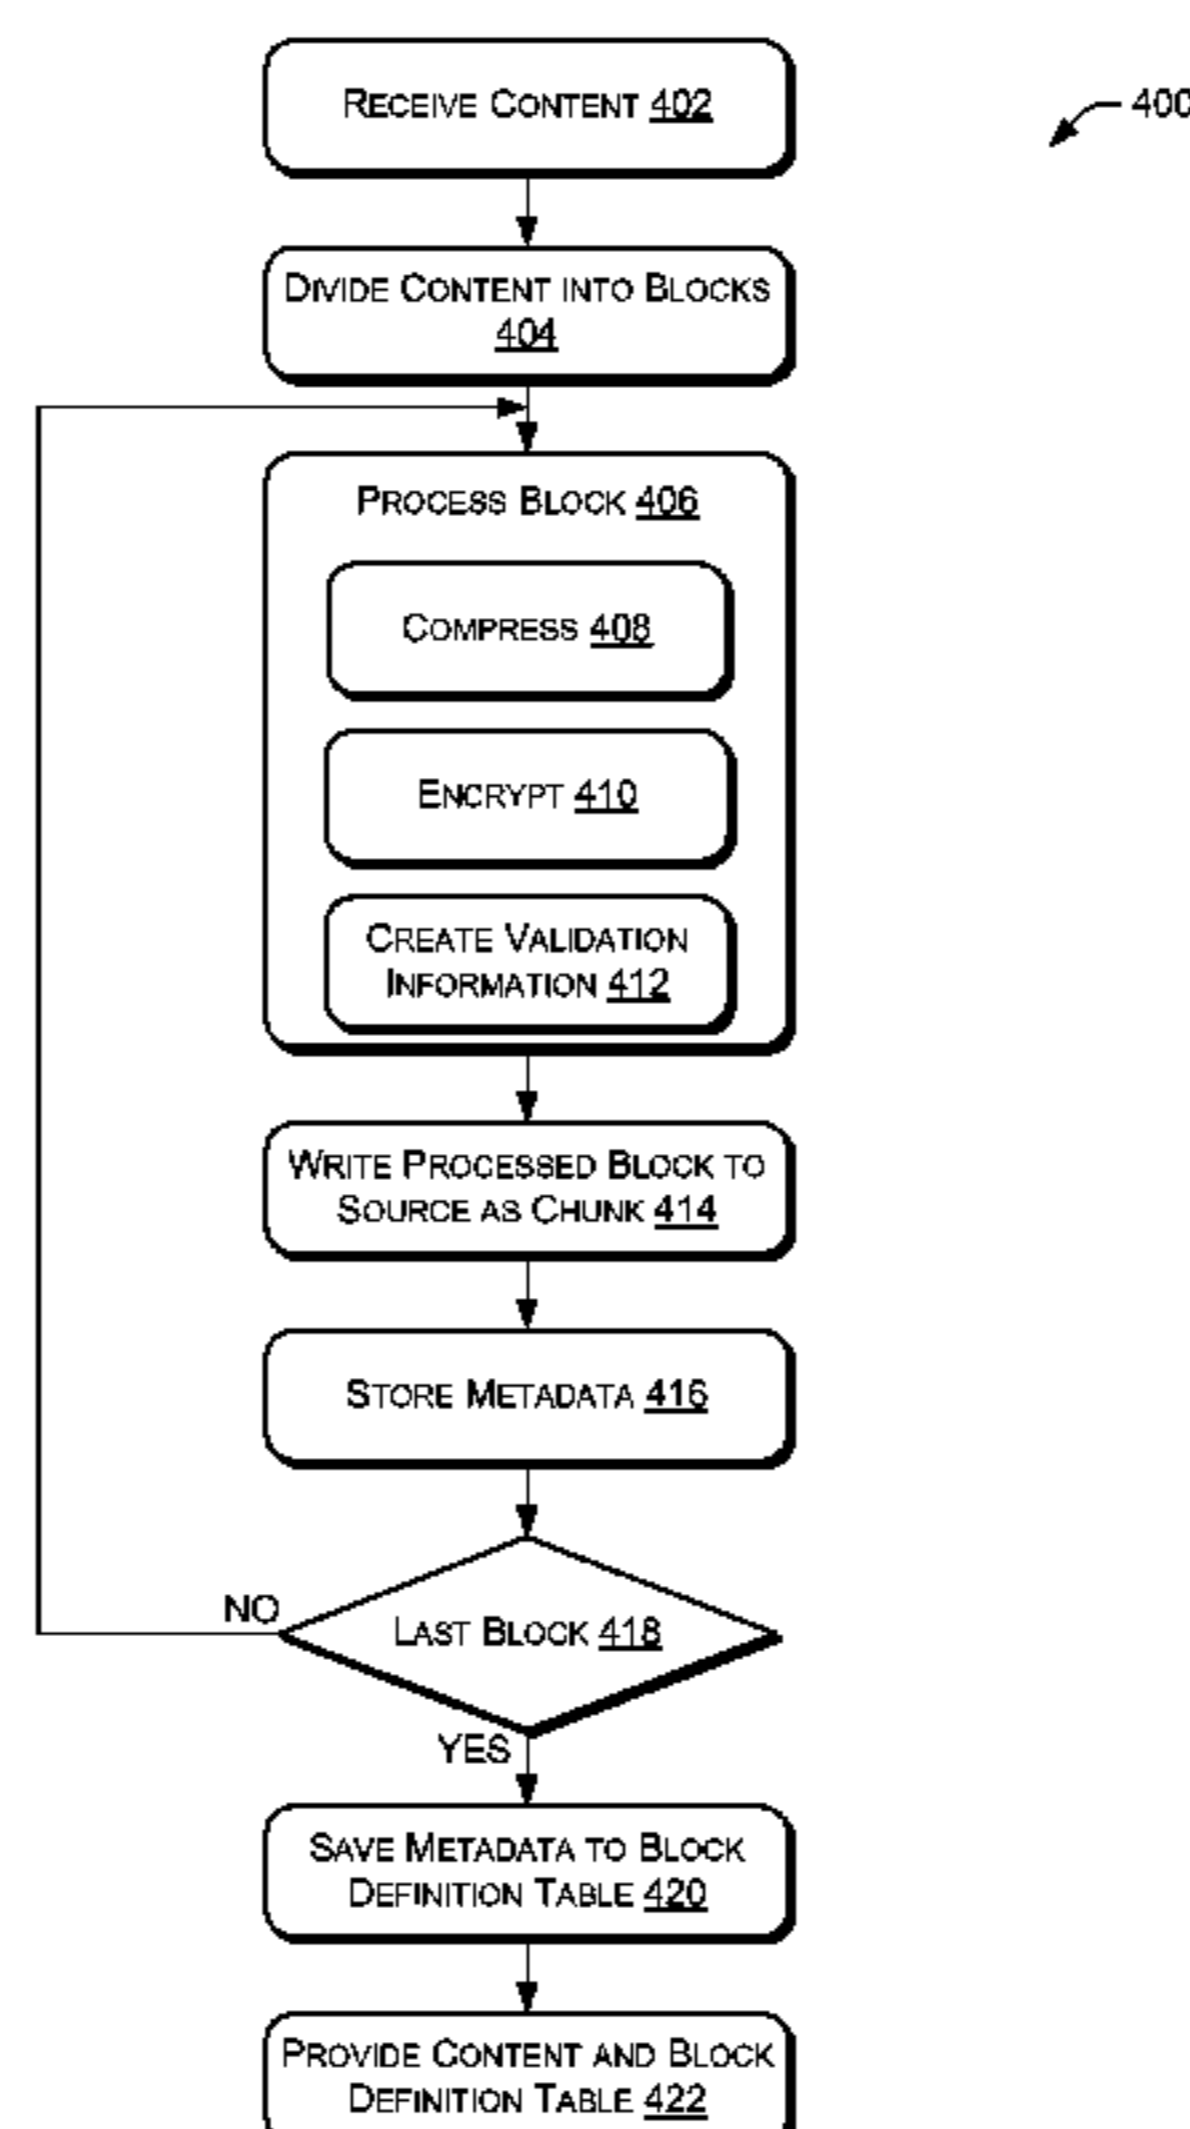 RECEIVE CONTENT 402
400
DIVIDE CONTENT INTO BLOCKS
404
PROCESS BLOCK 406
COMPRESS 408
ENCRYPT 410
CREATE VALIDATION
INFORMATION 412
WRITE PROCESSED BLOCK TO
SOURCE AS CHUNK 414
STORE METADATA 416
NO
LAST BLOCK 418
YES
SAVE METADATA TO BLOCK
DEFINITION TABLE 420
PROVIDE CONTENT AND BLOCK
DEFINITION TABLE 422